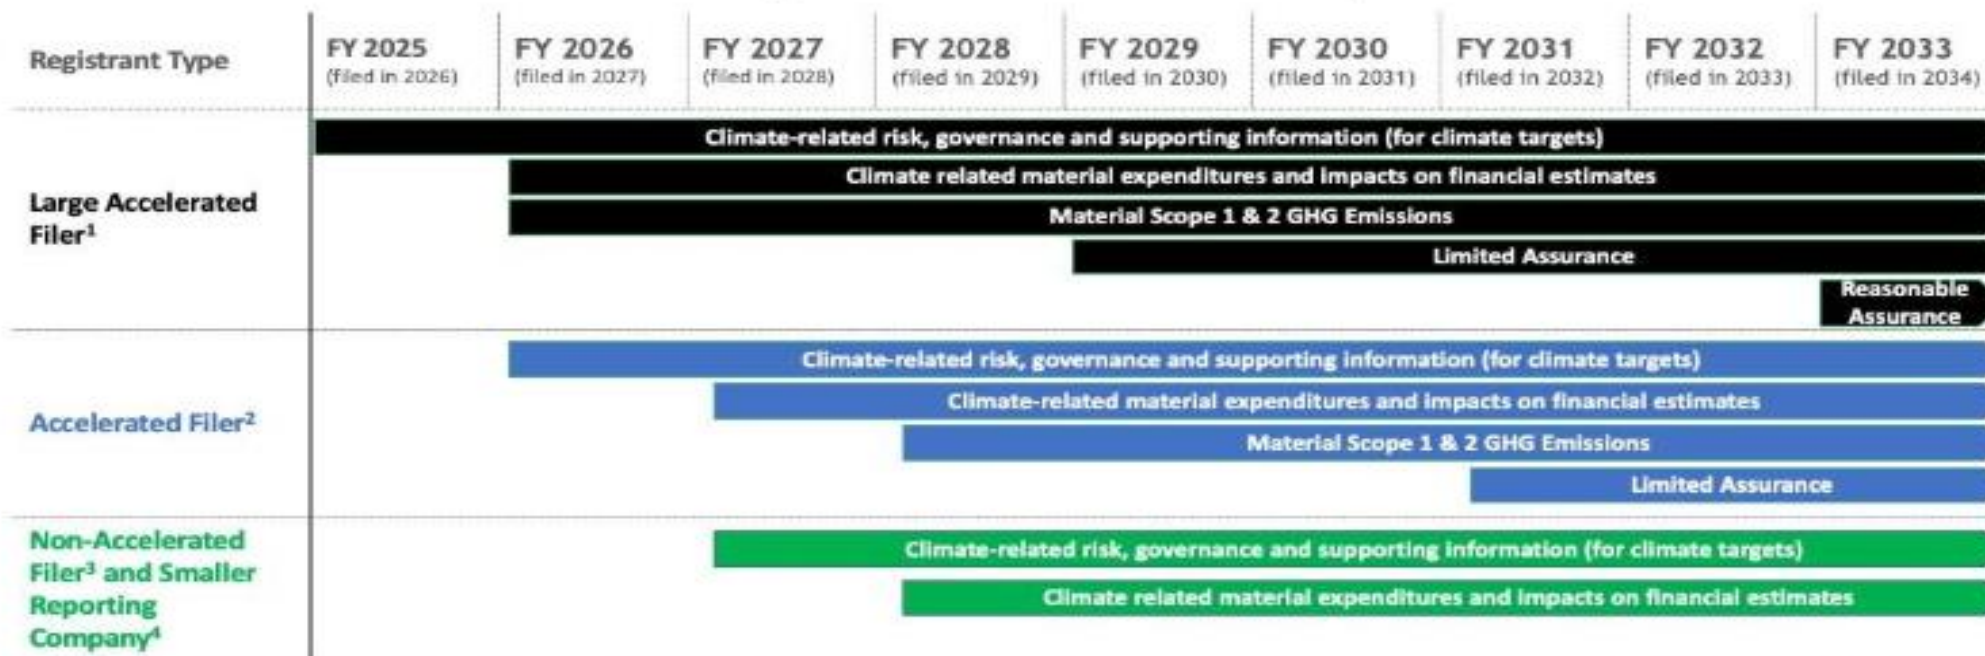 Registrant Type
FY 2025
(filed in 2026)
FY 2026
(filed in 2027)
FY 2027
(filed in 2028)
FY 2028
(filed in 2029)
FY 2029
(filed in 2030)
FY 2030
(filed in 2031)
FY 2031
(filed in 2032)
FY 2032
(filed in 2033)
FY 2033
(filed in 2034)
Large Accelerated
Filer¹
Climate-related risk, governance and supporting information (for climate targets)
Climate related material expenditures and impacts on financial estimates
Material Scope 1 & 2 GHG Emissions
Limited Assurance
Reasonable
Assurance
Accelerated Filer²
Climate-related risk, governance and supporting information (for climate targets)
Climate-related material expenditures and impacts on financial estimates
Material Scope 1 & 2 GHG Emissions
Limited Assurance
Non-Accelerated
Filer³ and Smaller
Reporting
Company⁴
Climate-related risk, governance and supporting information (for climate targets)
Climate related material expenditures and impacts on financial estimates